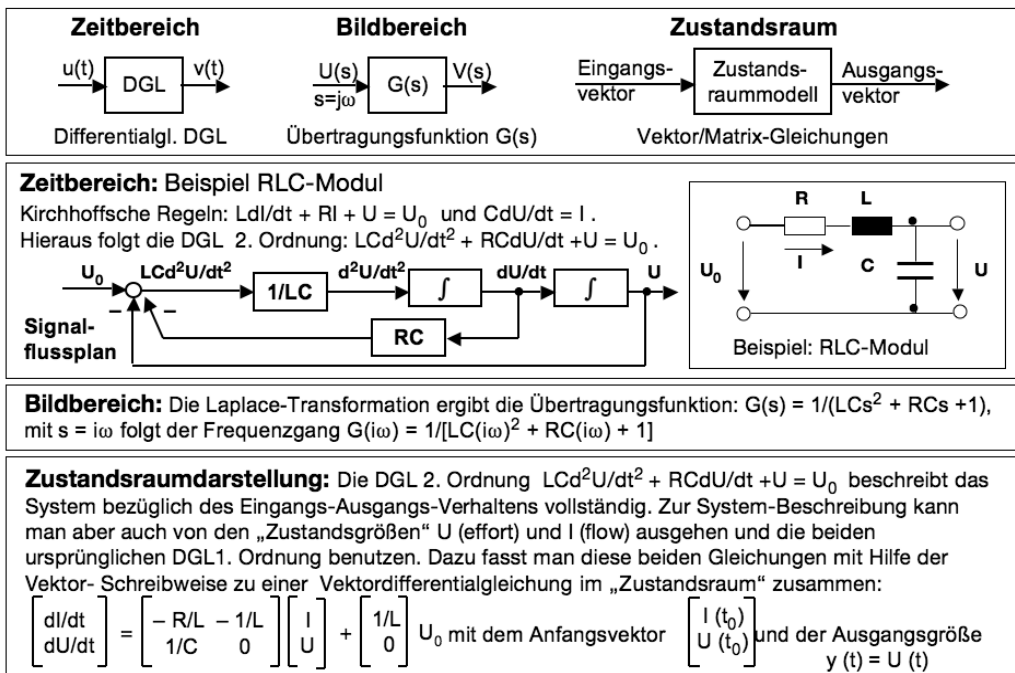 Zeitbereich
Bildbereich
Zustandsraum
u(t)
DGL
v(t)
U(s)
s=jω
G(s)
V(s)
Eingangs-
vektor
Zustands-
raummodell
Ausgangs-
vektor
Differentialgl. DGL
Übertragungsfunktion G(s)
Vektor/Matrix-Gleichungen
Zeitbereich: Beispiel RLC-Modul
Kirchhoffsche Regeln: LdI/dt + RI + U = U₀ und CdU/dt = I .
Hieraus folgt die DGL 2. Ordnung: LCd²U/dt² + RCdU/dt +U = U₀ .
U₀
LCd²U/dt²
1/LC
d²U/dt²
∫
dU/dt
∫
U
–
–
RC
Signal-
flussplan
R
L
I
C
U₀
U
Beispiel: RLC-Modul
Bildbereich: Die Laplace-Transformation ergibt die Übertragungsfunktion: G(s) = 1/(LCs² + RCs +1),
mit s = iω folgt der Frequenzgang G(iω) = 1/[LC(iω)² + RC(iω) + 1]
Zustandsraumdarstellung: Die DGL 2. Ordnung LCd²U/dt² + RCdU/dt +U = U₀ beschreibt das
System bezüglich des Eingangs-Ausgangs-Verhaltens vollständig. Zur System-Beschreibung kann
man aber auch von den „Zustandsgrößen“ U (effort) und I (flow) ausgehen und die beiden
ursprünglichen DGL1. Ordnung benutzen. Dazu fasst man diese beiden Gleichungen mit Hilfe der
Vektor- Schreibweise zu einer Vektordifferentialgleichung im „Zustandsraum“ zusammen:
[dI/dt] = [– R/L – 1/L] [I] + [1/L] U₀ mit dem Anfangsvektor [I (t₀)] und der Ausgangsgröße
[dU/dt] [1/C 0] [U] [0] [U (t₀)] y (t) = U (t)